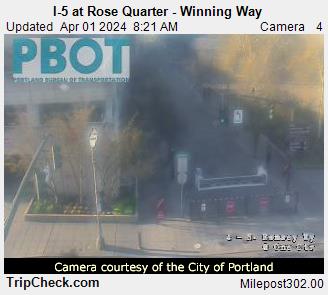 I-5 at Rose Quarter - Winning Way
Updated Apr 01 2024 8:21 AM Camera 4
PBOT
PORTLAND BUREAU OF TRANSPORTATION
Camera courtesy of the City of Portland
TripCheck.com Milepost302.00